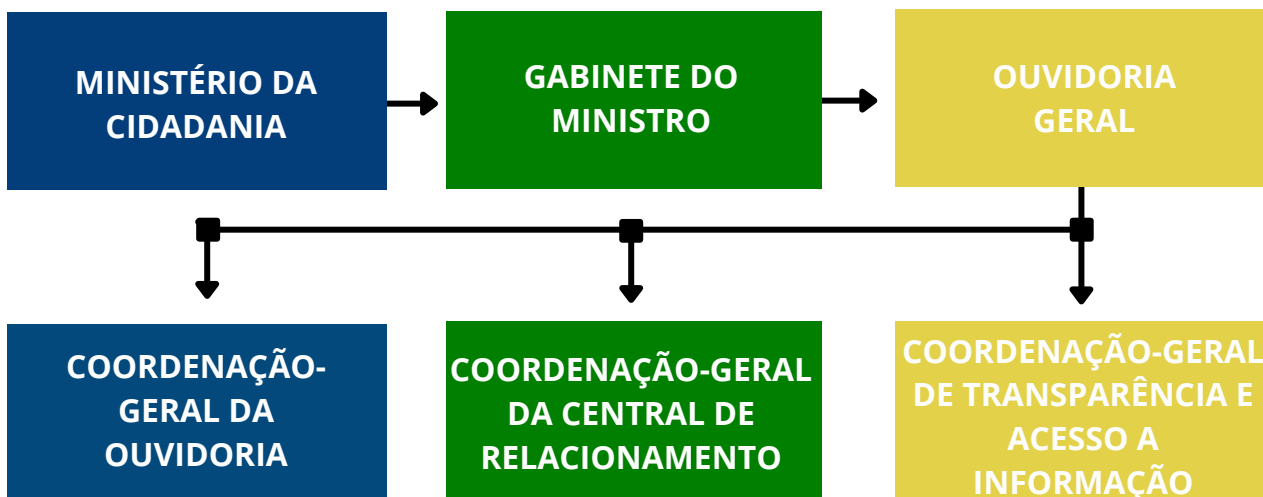 MINISTÉRIO DA
CIDADANIA
GABINETE DO
MINISTRO
OUVIDORIA
GERAL
COORDENAÇÃO-
GERAL DA
OUVIDORIA
COORDENAÇÃO-GERAL
DA CENTRAL DE
RELACIONAMENTO
COORDENAÇÃO-GERAL
DE TRANSPARÊNCIA E
ACESSO A
INFORMAÇÃO